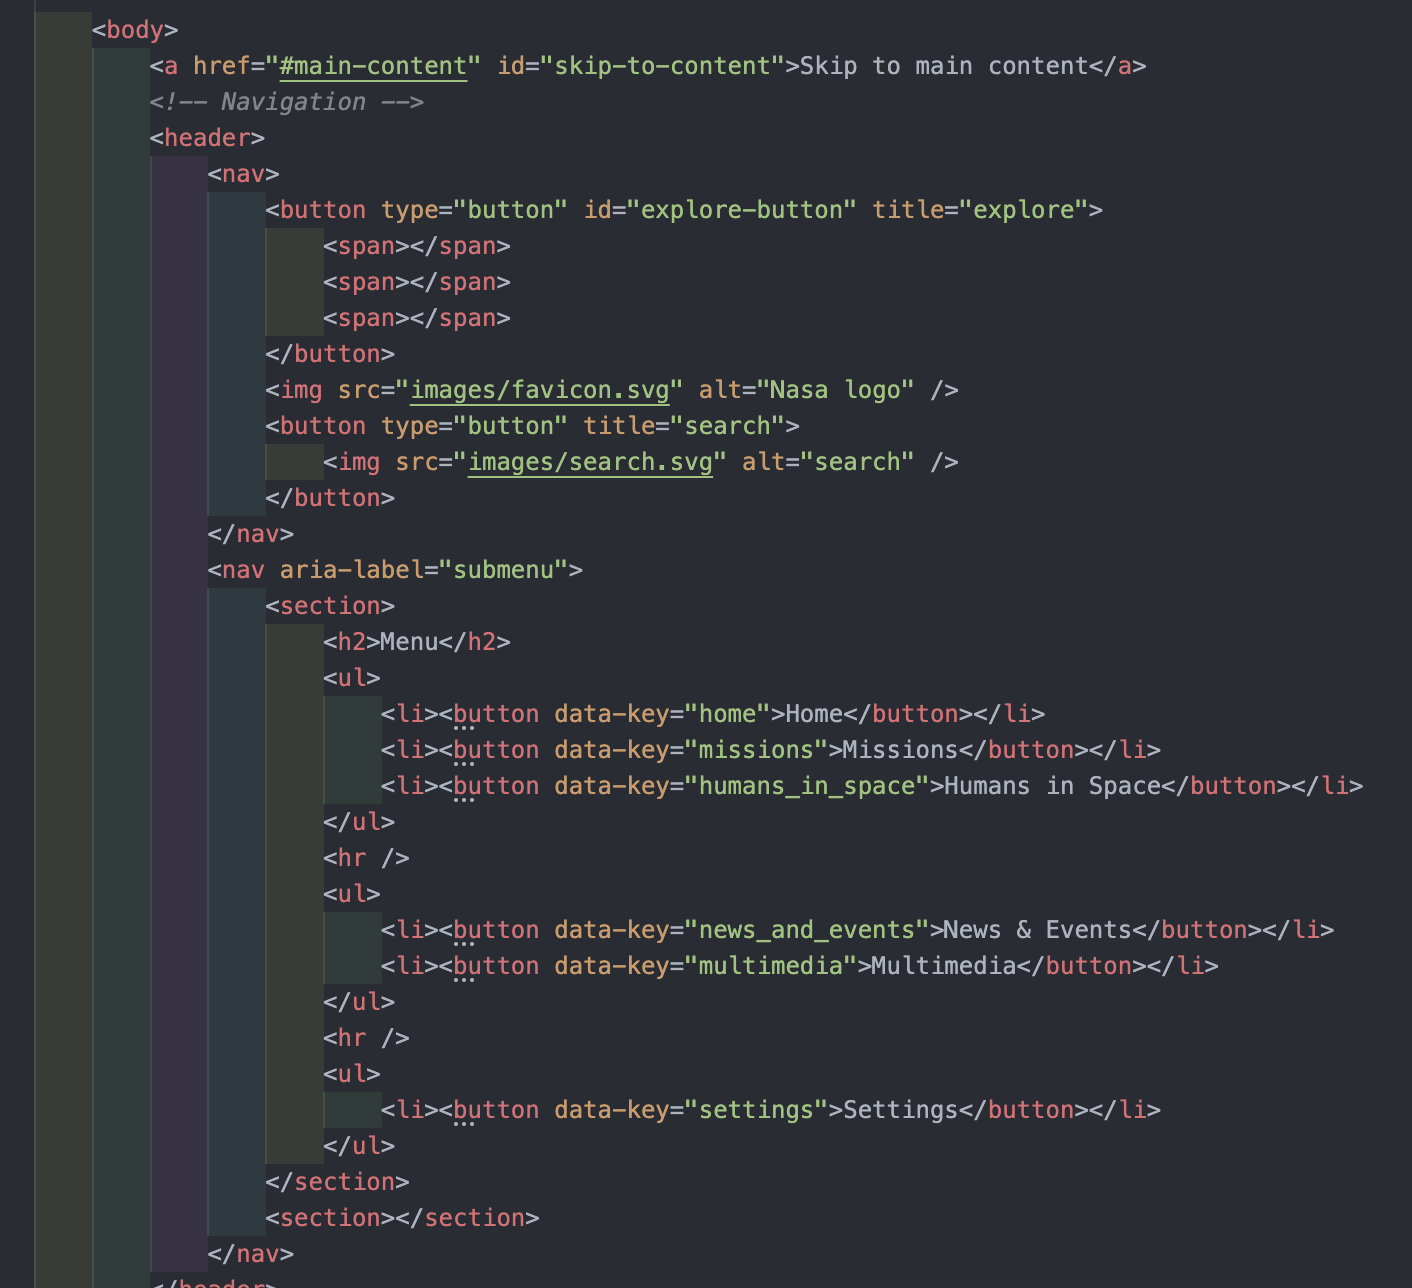 <body>
<a href="#main-content" id="skip-to-content">Skip to main content</a>
<!-- Navigation -->
<header>
<nav>
<button type="button" id="explore-button" title="explore">
<span></span>
<span></span>
<span></span>
</button>
<img src="images/favicon.svg" alt="Nasa logo" />
<button type="button" title="search">
<img src="images/search.svg" alt="search" />
</button>
</nav>
<nav aria-label="submenu">
<section>
<h2>Menu</h2>
<ul>
<li><button data-key="home">Home</button></li>
<li><button data-key="missions">Missions</button></li>
<li><button data-key="humans_in_space">Humans in Space</button></li>
</ul>
<hr />
<ul>
<li><button data-key="news_and_events">News & Events</button></li>
<li><button data-key="multimedia">Multimedia</button></li>
</ul>
<hr />
<ul>
<li><button data-key="settings">Settings</button></li>
</ul>
</section>
<section></section>
</nav>
</header>